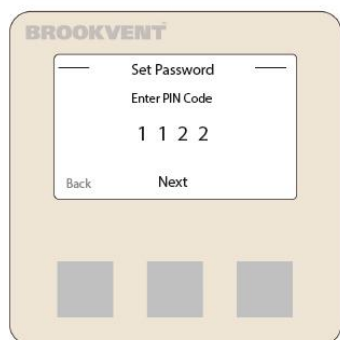 BROOKVENT
Set Password
Enter PIN Code
1 1 2 2
Back Next